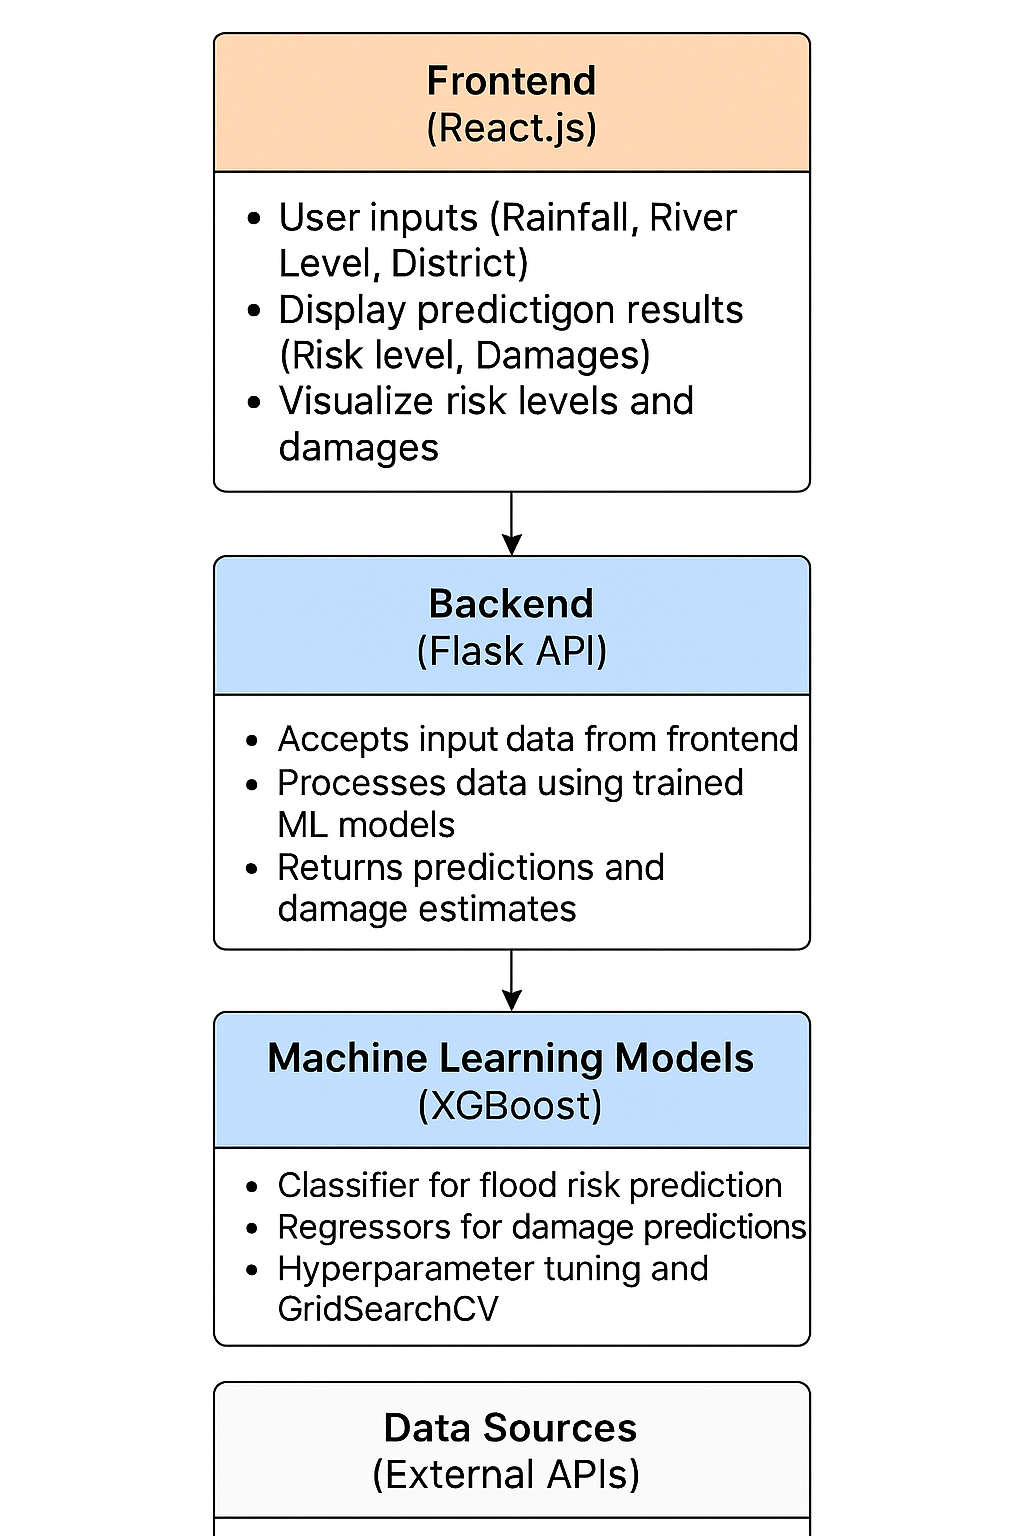 Frontend
(React.js)
• User inputs (Rainfall, River
Level, District)
• Display predictigon results
(Risk level, Damages)
• Visualize risk levels and
damages
Backend
(Flask API)
• Accepts input data from frontend
• Processes data using trained
ML models
• Returns predictions and
damage estimates
Machine Learning Models
(XGBoost)
• Classifier for flood risk prediction
• Regressors for damage predictions
• Hyperparameter tuning and
GridSearchCV
Data Sources
(External APIs)